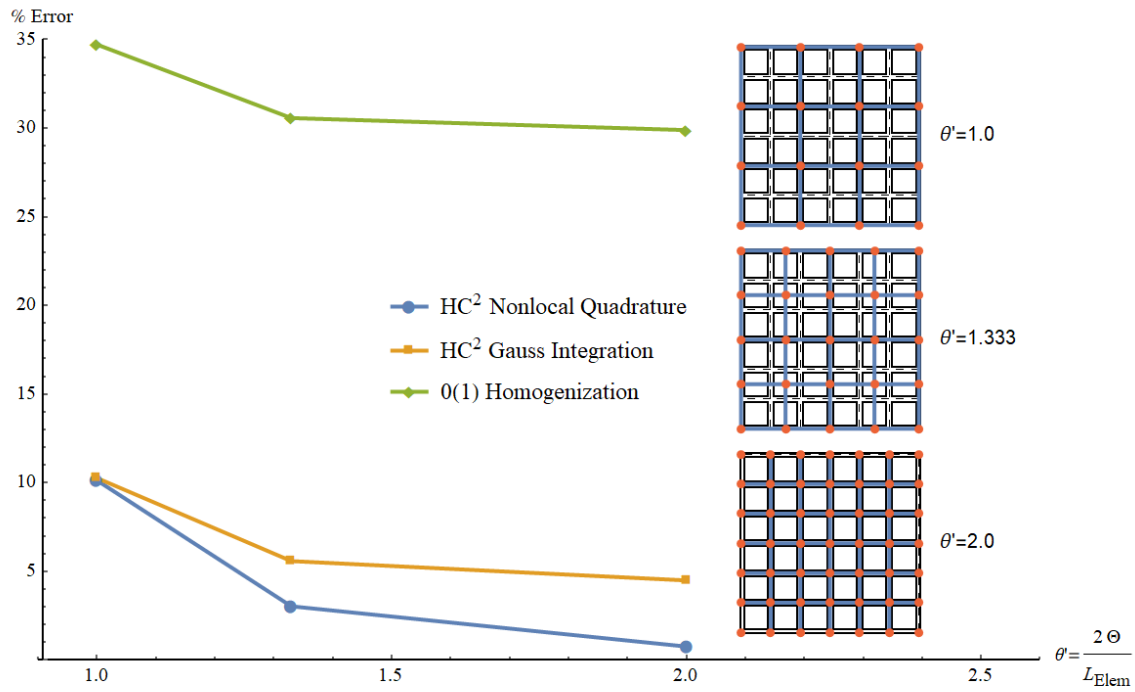 % Error
35
30
25
20
15
10
5
1.0
1.5
2.0
2.5
HC² Nonlocal Quadrature
HC² Gauss Integration
0(1) Homogenization
θ'=1.0
θ'=1.333
θ'=2.0
θ'= 2 Θ / L_Elem